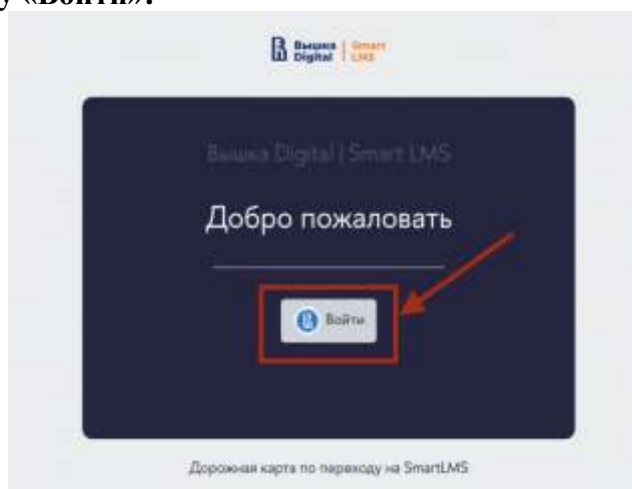 у «Войти».
Вышка | Smart
Digital | LMS
Вышка Digital | Smart LMS
Добро пожаловать
Войти
Дорожная карта по переходу на SmartLMS